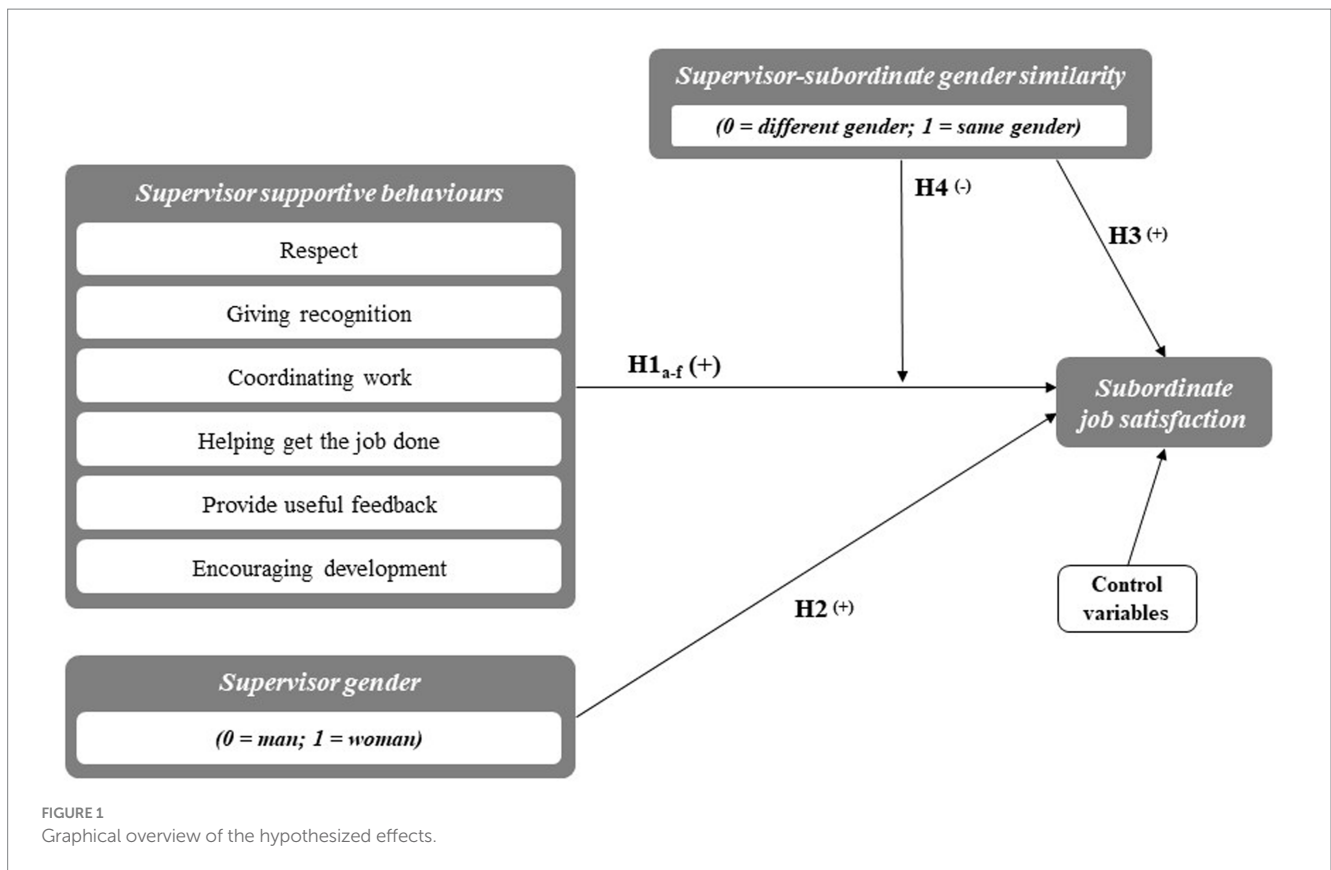 Supervisor-subordinate gender similarity
(0 = different gender; 1 = same gender)
Supervisor supportive behaviours
Respect
Giving recognition
Coordinating work
Helping get the job done
Provide useful feedback
Encouraging development
H4 (-)
H3 (+)
H1a-f (+)
Subordinate
job satisfaction
H2 (+)
Control
variables
Supervisor gender
(0 = man; 1 = woman)
FIGURE 1
Graphical overview of the hypothesized effects.